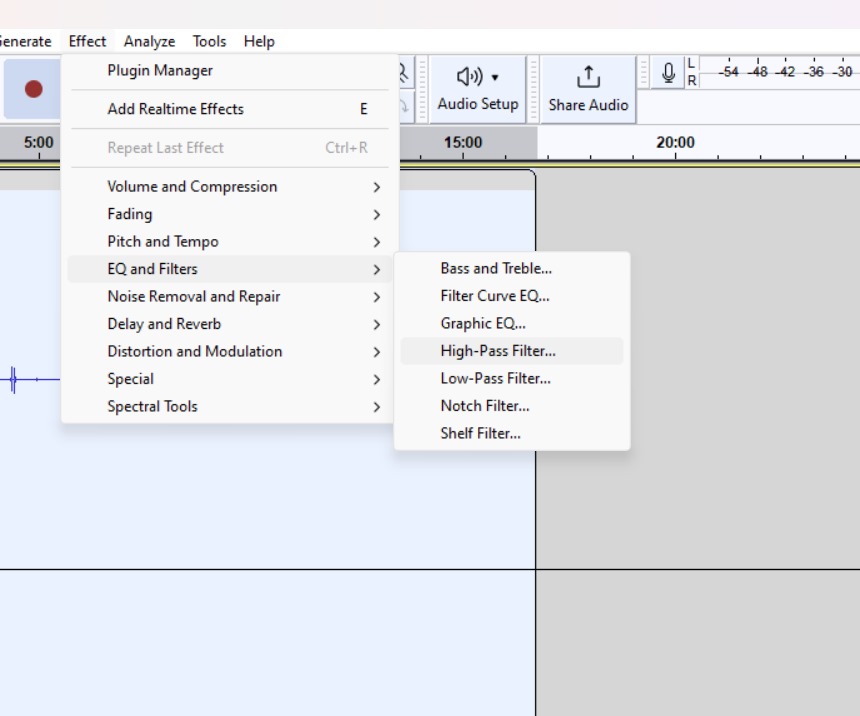 Generate Effect Analyze Tools Help
Plugin Manager
Add Realtime Effects E
Repeat Last Effect Ctrl+R
Volume and Compression
Fading
Pitch and Tempo
EQ and Filters
Noise Removal and Repair
Delay and Reverb
Distortion and Modulation
Special
Spectral Tools
Bass and Treble...
Filter Curve EQ...
Graphic EQ...
High-Pass Filter...
Low-Pass Filter...
Notch Filter...
Shelf Filter...
Audio Setup
Share Audio
L
R
-54 -48 -42 -36 -30
5:00 15:00 20:00